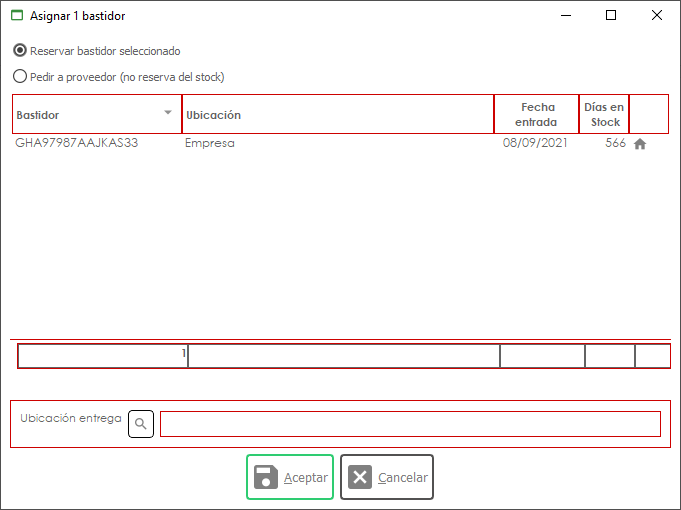 Asignar 1 bastidor
Reservar bastidor seleccionado
Pedir a proveedor (no reserva del stock)
Bastidor Ubicación Fecha entrada Días en Stock
GHA97987AAJKAS33 Empresa 08/09/2021 566
1
Ubicación entrega
Aceptar Cancelar